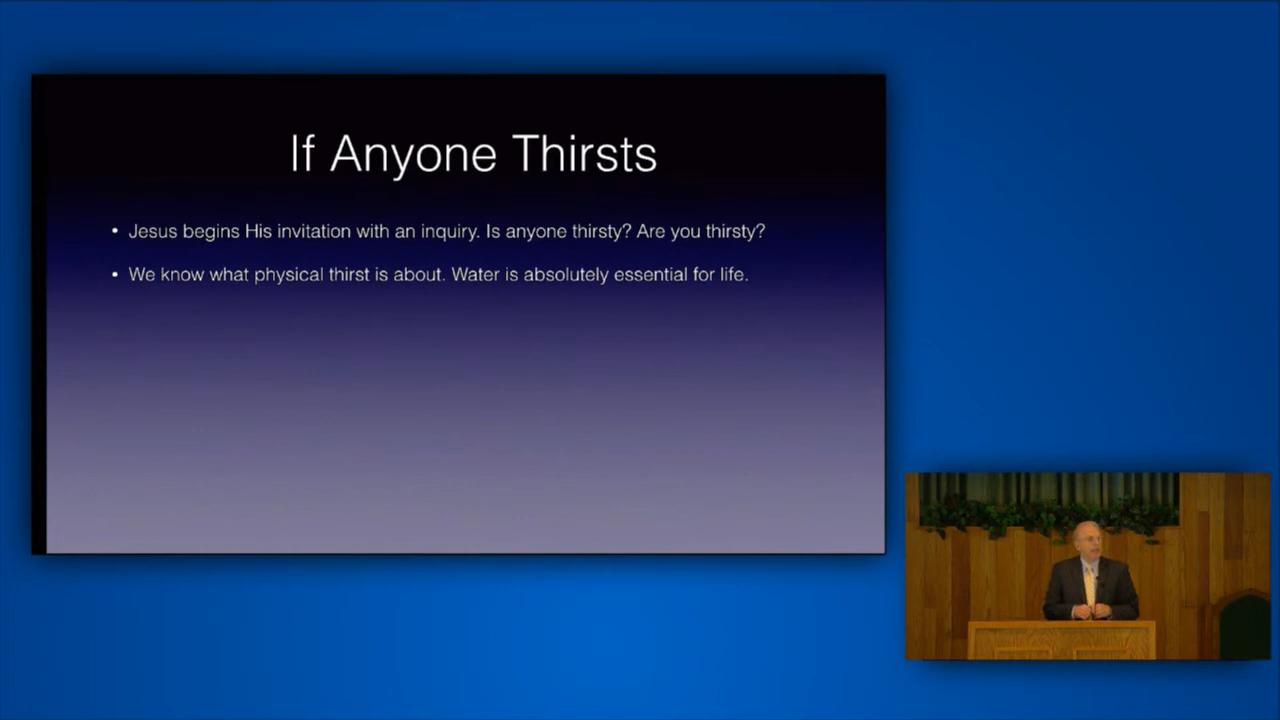 If Anyone Thirsts
• Jesus begins His invitation with an inquiry. Is anyone thirsty? Are you thirsty?
• We know what physical thirst is about. Water is absolutely essential for life.